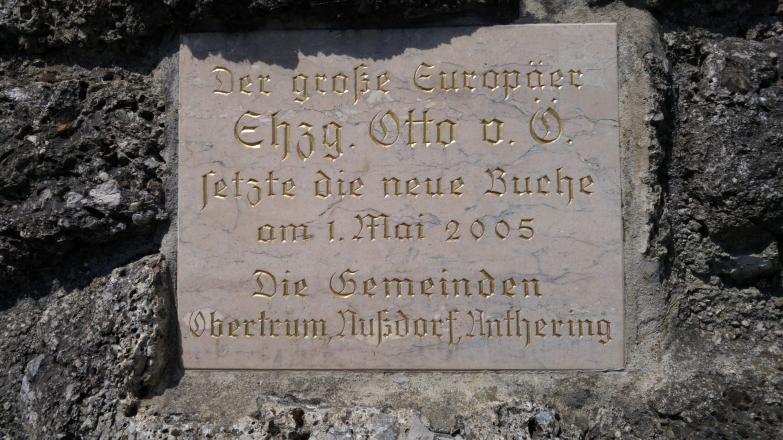 Der große Europäer
Ehzg. Otto v. Ö.
setzte die neue Buche
am 1. Mai 2005
Die Gemeinden
Obertrum, Nußdorf, Anthering